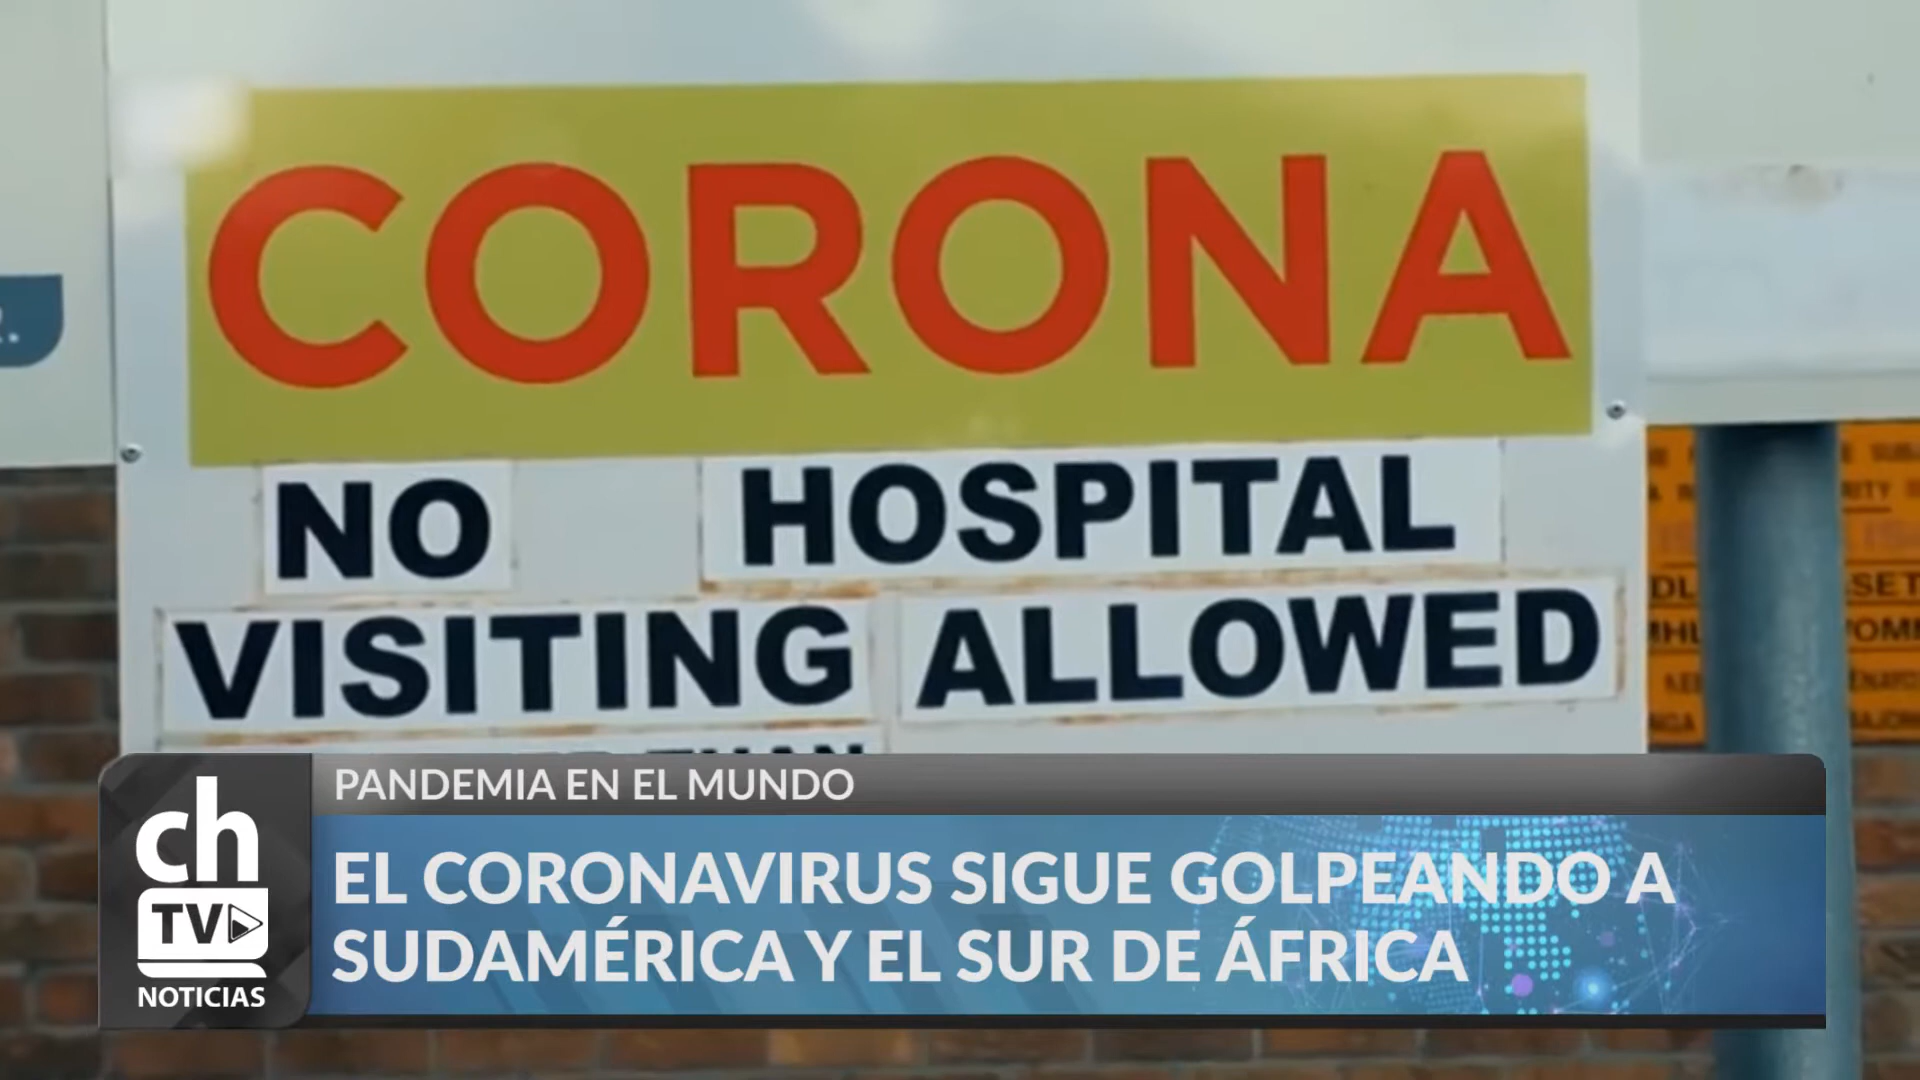 CORONA
NO HOSPITAL
VISITING ALLOWED
THAN
PANDEMIA EN EL MUNDO
EL CORONAVIRUS SIGUE GOLPEANDO A
SUDAMÉRICA Y EL SUR DE ÁFRICA
ch
TV
NOTICIAS